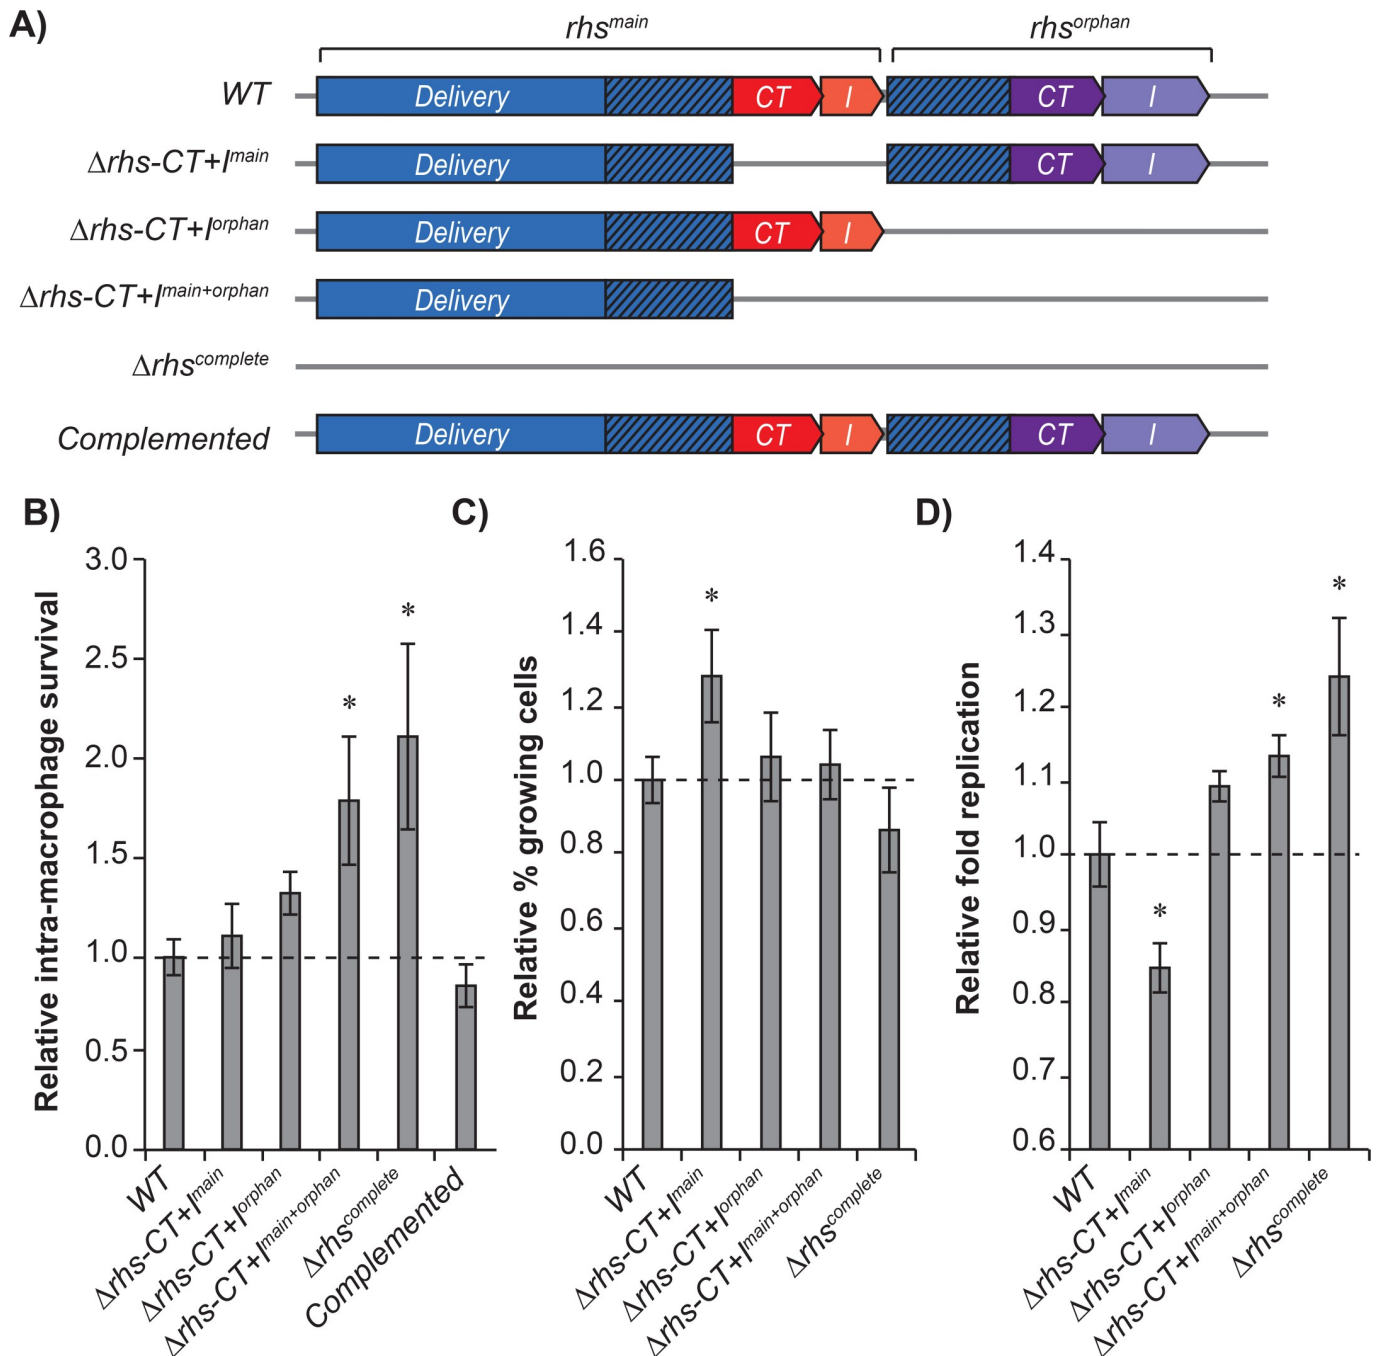 A)
rhsmain rhsorphan
WT Delivery CT I CT I
Δrhs-CT+Imain Delivery CT I
Δrhs-CT+Iorphan Delivery CT I
Δrhs-CT+Imain+orphan Delivery
Δrhscomplete
Complemented Delivery CT I CT I
B)
Relative intra-macrophage survival
3.0
2.5
2.0
1.5
1.0
0.5
0.0
* *
WT
Δrhs-CT+Imain
Δrhs-CT+Iorphan
Δrhs-CT+Imain+orphan
Δrhscomplete
Complemented
C)
Relative % growing cells
1.6
1.4
1.2
1.0
0.8
0.6
0.4
0.2
0.0
*
WT
Δrhs-CT+Imain
Δrhs-CT+Iorphan
Δrhs-CT+Imain+orphan
Δrhscomplete
D)
Relative fold replication
1.4
1.3
1.2
1.1
1.0
0.9
0.8
0.7
0.6
* * *
WT
Δrhs-CT+Imain
Δrhs-CT+Iorphan
Δrhs-CT+Imain+orphan
Δrhscomplete